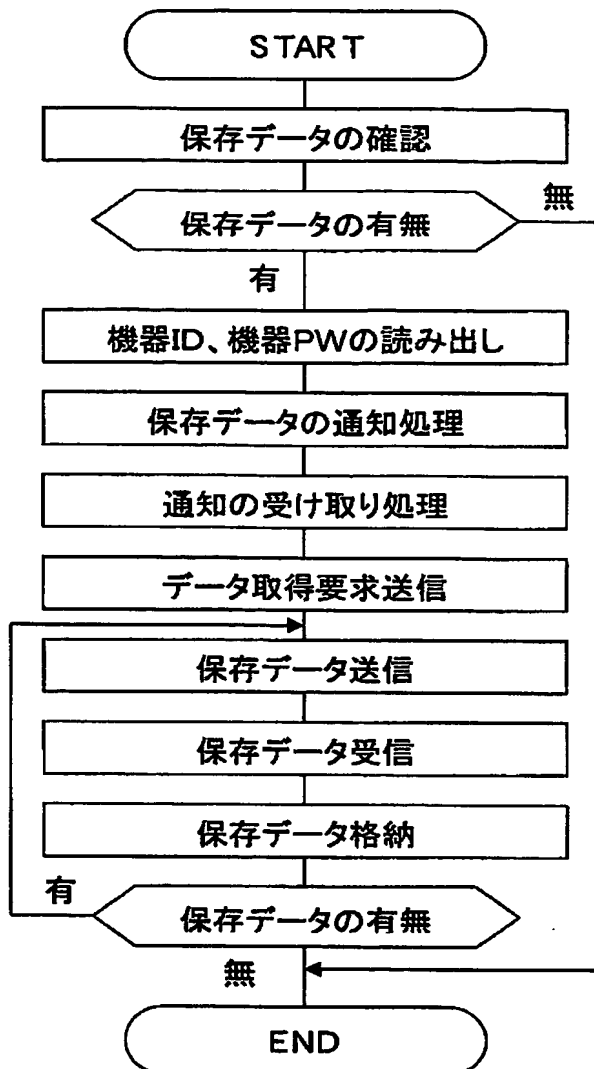 START
保存データの確認
保存データの有無
無
有
機器ID、機器PWの読み出し
保存データの通知処理
通知の受け取り処理
データ取得要求送信
保存データ送信
保存データ受信
保存データ格納
有
保存データの有無
無
END